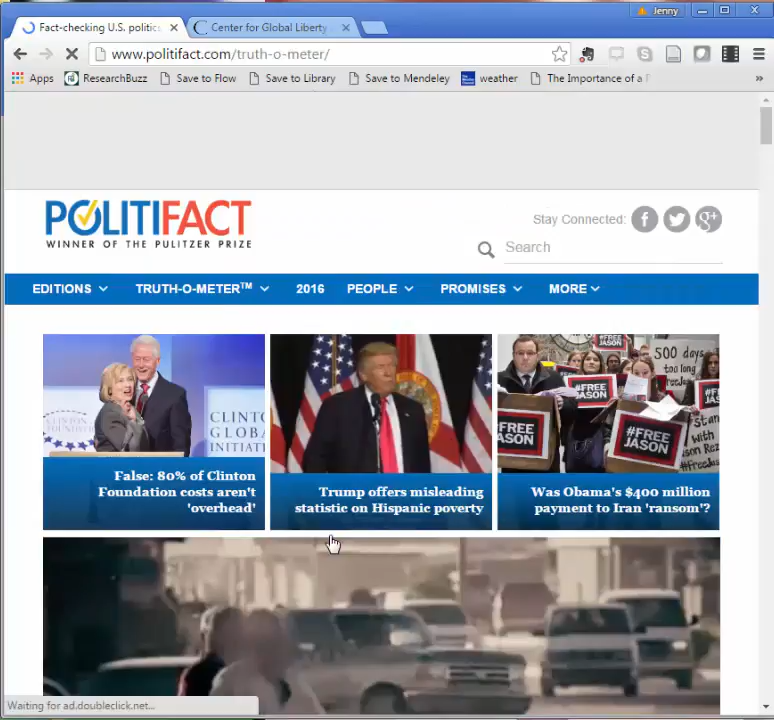 Jenny
Fact-checking U.S. politics
Center for Global Liberty
www.politifact.com/truth-o-meter/
Apps ResearchBuzz Save to Flow Save to Library Save to Mendeley weather The Importance of a F »
POLITIFACT
WINNER OF THE PULITZER PRIZE
Stay Connected:
Search
EDITIONS TRUTH-O-METER™ 2016 PEOPLE PROMISES MORE
CLINTON
GLOBAL
INITIATIVE
500 days
too long
#FREE
JASON
#FREE
JASON
#FREE
JASON
stan
with
Jason Rez
#freeJas
False: 80% of Clinton
Foundation costs aren't
'overhead'
Trump offers misleading
statistic on Hispanic poverty
Was Obama's $400 million
payment to Iran 'ransom'?
Waiting for ad.doubleclick.net...